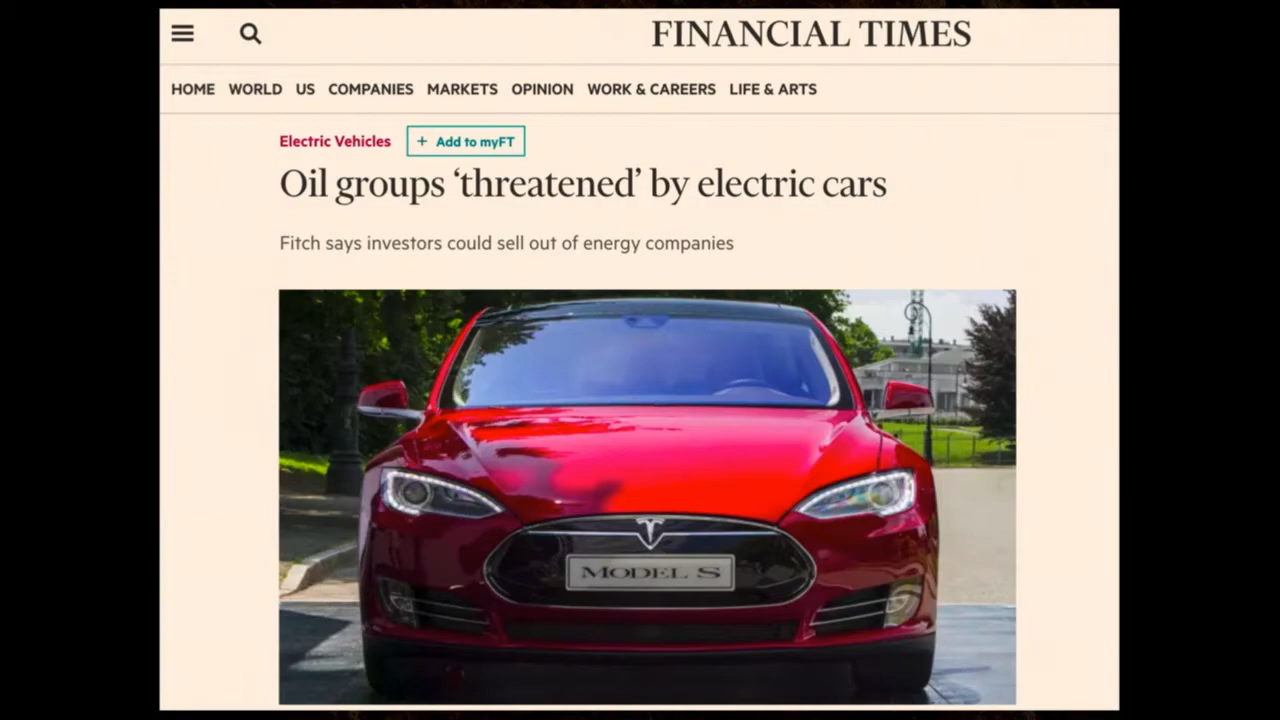 FINANCIAL TIMES
HOME WORLD US COMPANIES MARKETS OPINION WORK & CAREERS LIFE & ARTS
Electric Vehicles + Add to myFT
Oil groups ‘threatened’ by electric cars
Fitch says investors could sell out of energy companies
MODEL S